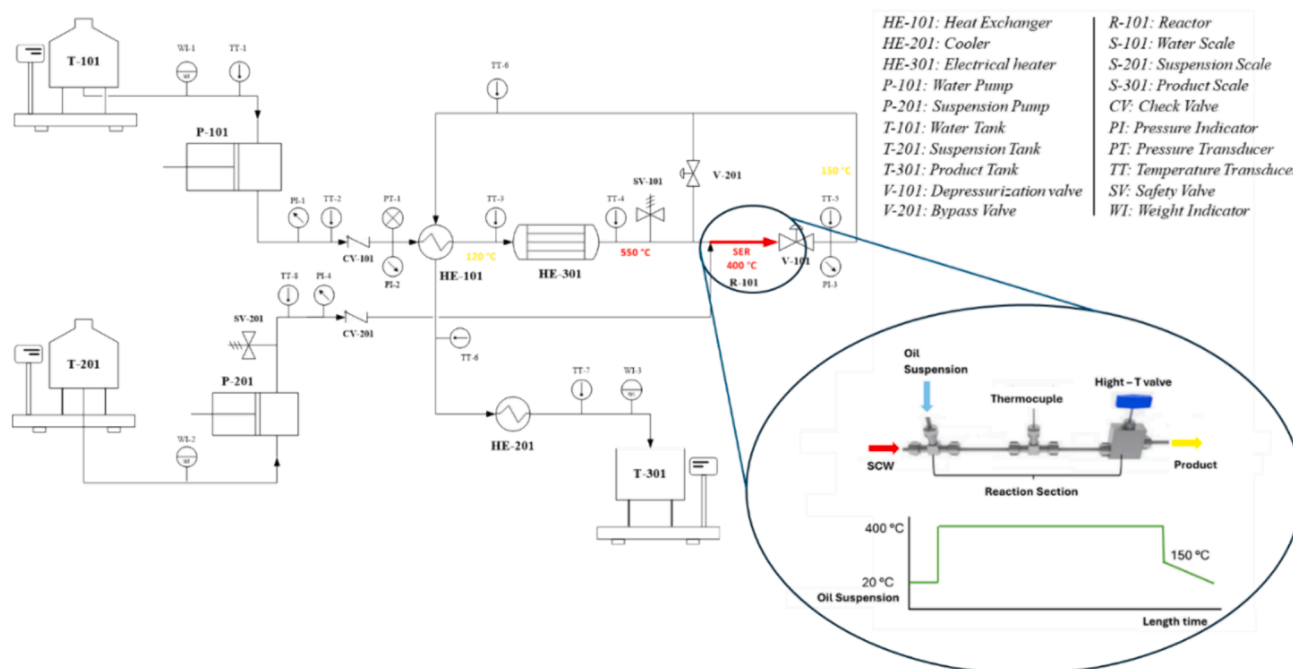 HE-101: Heat Exchanger
HE-201: Cooler
HE-301: Electrical heater
P-101: Water Pump
P-201: Suspension Pump
T-101: Water Tank
T-201: Suspension Tank
T-301: Product Tank
V-101: Depressurization valve
V-201: Bypass Valve
R-101: Reactor
S-101: Water Scale
S-201: Suspension Scale
S-301: Product Scale
CV: Check Valve
PI: Pressure Indicator
PT: Pressure Transducer
TT: Temperature Transducer
SV: Safety Valve
WI: Weight Indicator
T-101
WI-1
TT-1
TT-6
P-101
SV-101
V-201
150 °C
PI-1
TT-2
PT-1
TT-3
TT-4
TT-5
CV-101
120 °C
550 °C
SER
400 °C
V-101
HE-101
HE-301
R-101
PI-2
PI-3
TT-8
PI-4
SV-201
CV-201
T-201
TT-6
P-201
TT-7
WI-3
WI-2
HE-201
T-301
Oil
Suspension
Hight – T valve
Thermocuple
SCW
Product
Reaction Section
400 °C
150 °C
20 °C
Oil Suspension
Length time